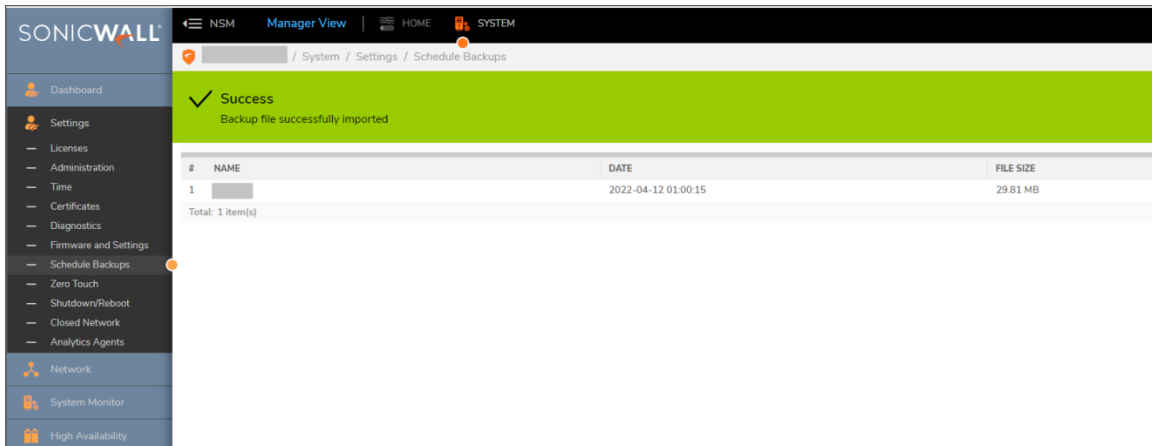 SONICWALL
NSM Manager View HOME SYSTEM
/ System / Settings / Schedule Backups
Dashboard
Settings
Licenses
Administration
Time
Certificates
Diagnostics
Firmware and Settings
Schedule Backups
Zero Touch
Shutdown/Reboot
Closed Network
Analytics Agents
Network
System Monitor
High Availability
Success
Backup file successfully imported
# NAME DATE FILE SIZE
1 2022-04-12 01:00:15 29.81 MB
Total: 1 item(s)